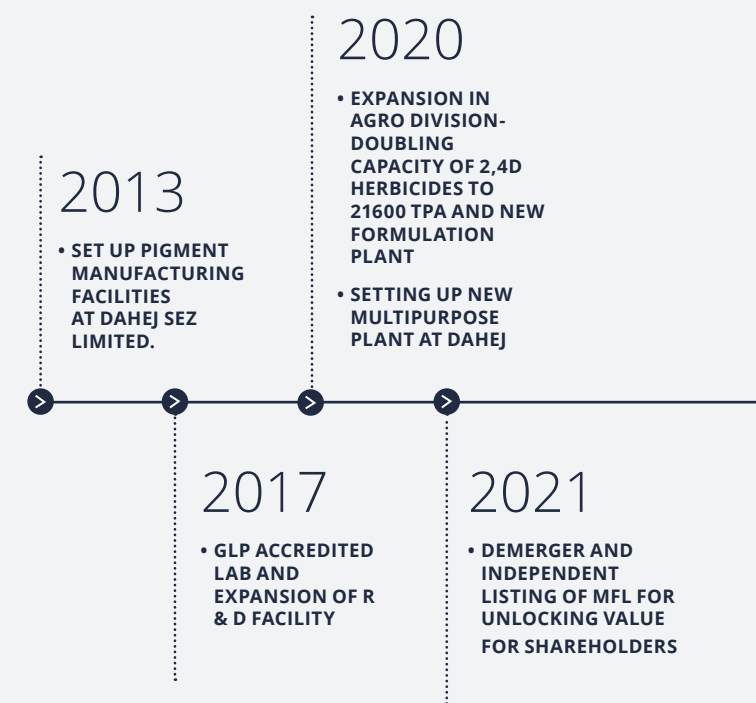 2013
• SET UP PIGMENT
MANUFACTURING
FACILITIES
AT DAHEJ SEZ
LIMITED.
2017
• GLP ACCREDITED
LAB AND
EXPANSION OF R
& D FACILITY
2020
• EXPANSION IN
AGRO DIVISION-
DOUBLING
CAPACITY OF 2,4D
HERBICIDES TO
21600 TPA AND NEW
FORMULATION
PLANT
• SETTING UP NEW
MULTIPURPOSE
PLANT AT DAHEJ
2021
• DEMERGER AND
INDEPENDENT
LISTING OF MFL FOR
UNLOCKING VALUE
FOR SHAREHOLDERS